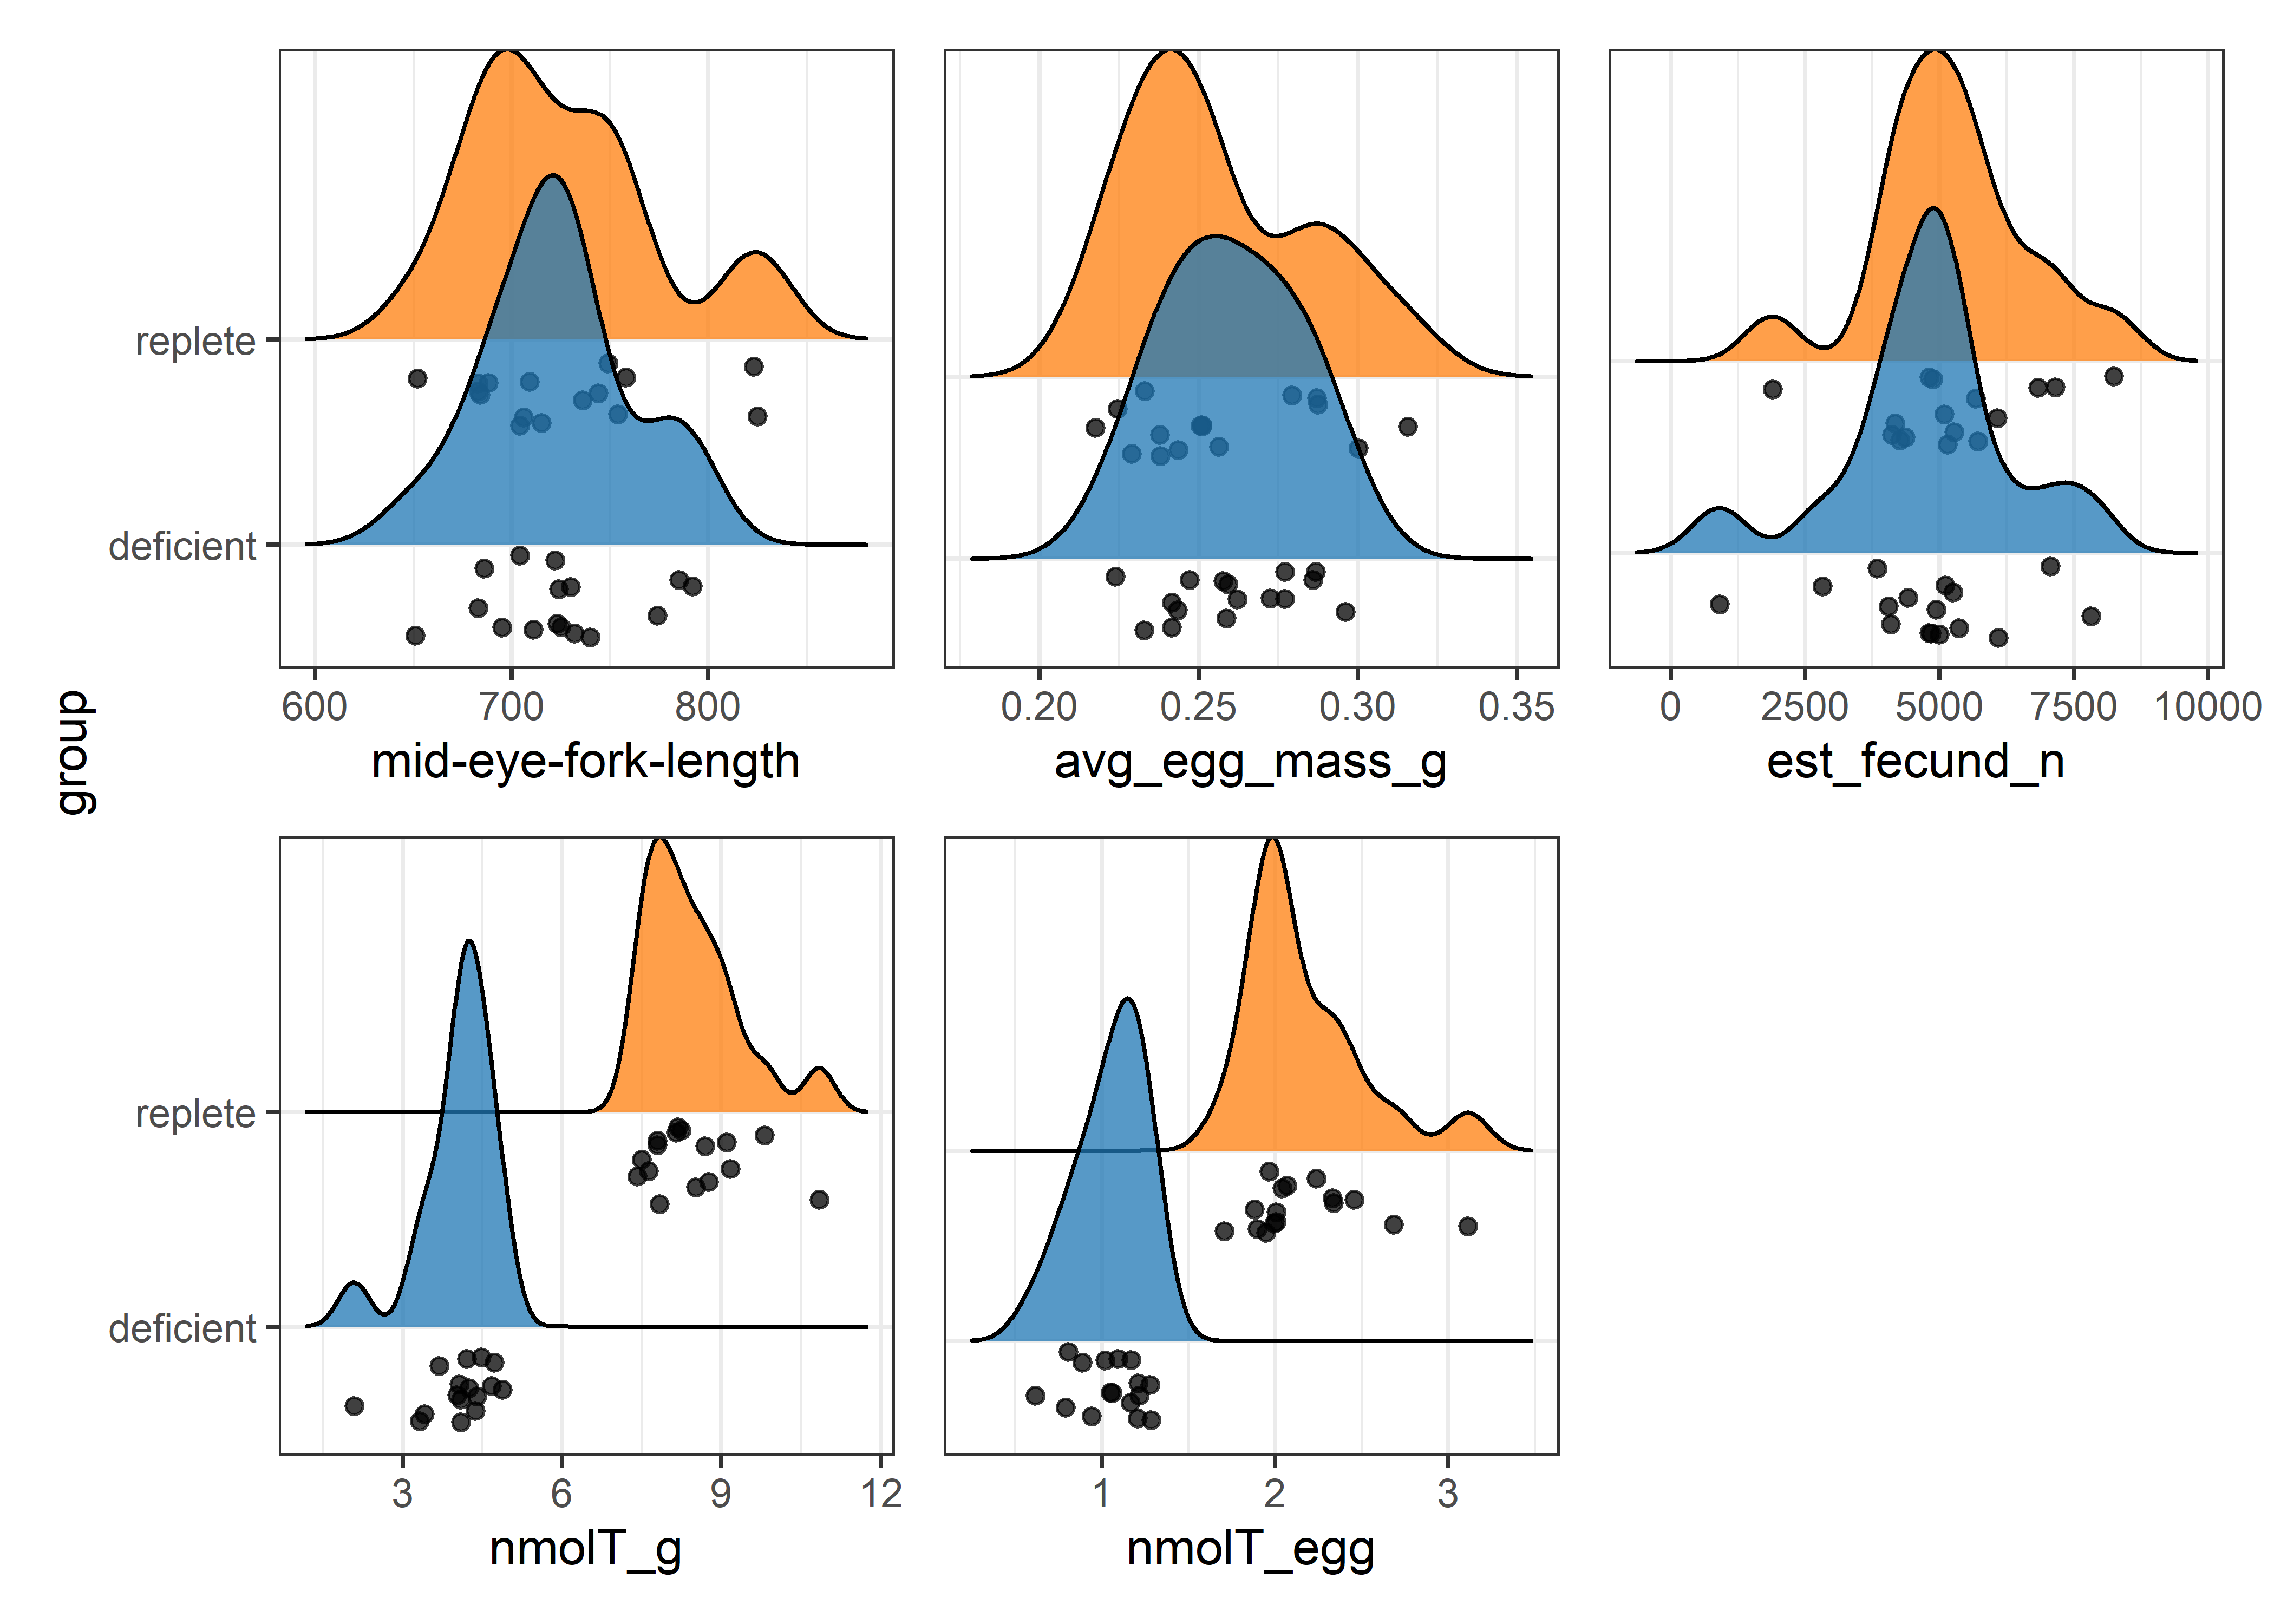 group
replete
deficient
600 700 800
mid-eye-fork-length
0.20 0.25 0.30 0.35
avg_egg_mass_g
0 2500 5000 7500 10000
est_fecund_n
replete
deficient
3 6 9 12
nmolT_g
1 2 3
nmolT_egg